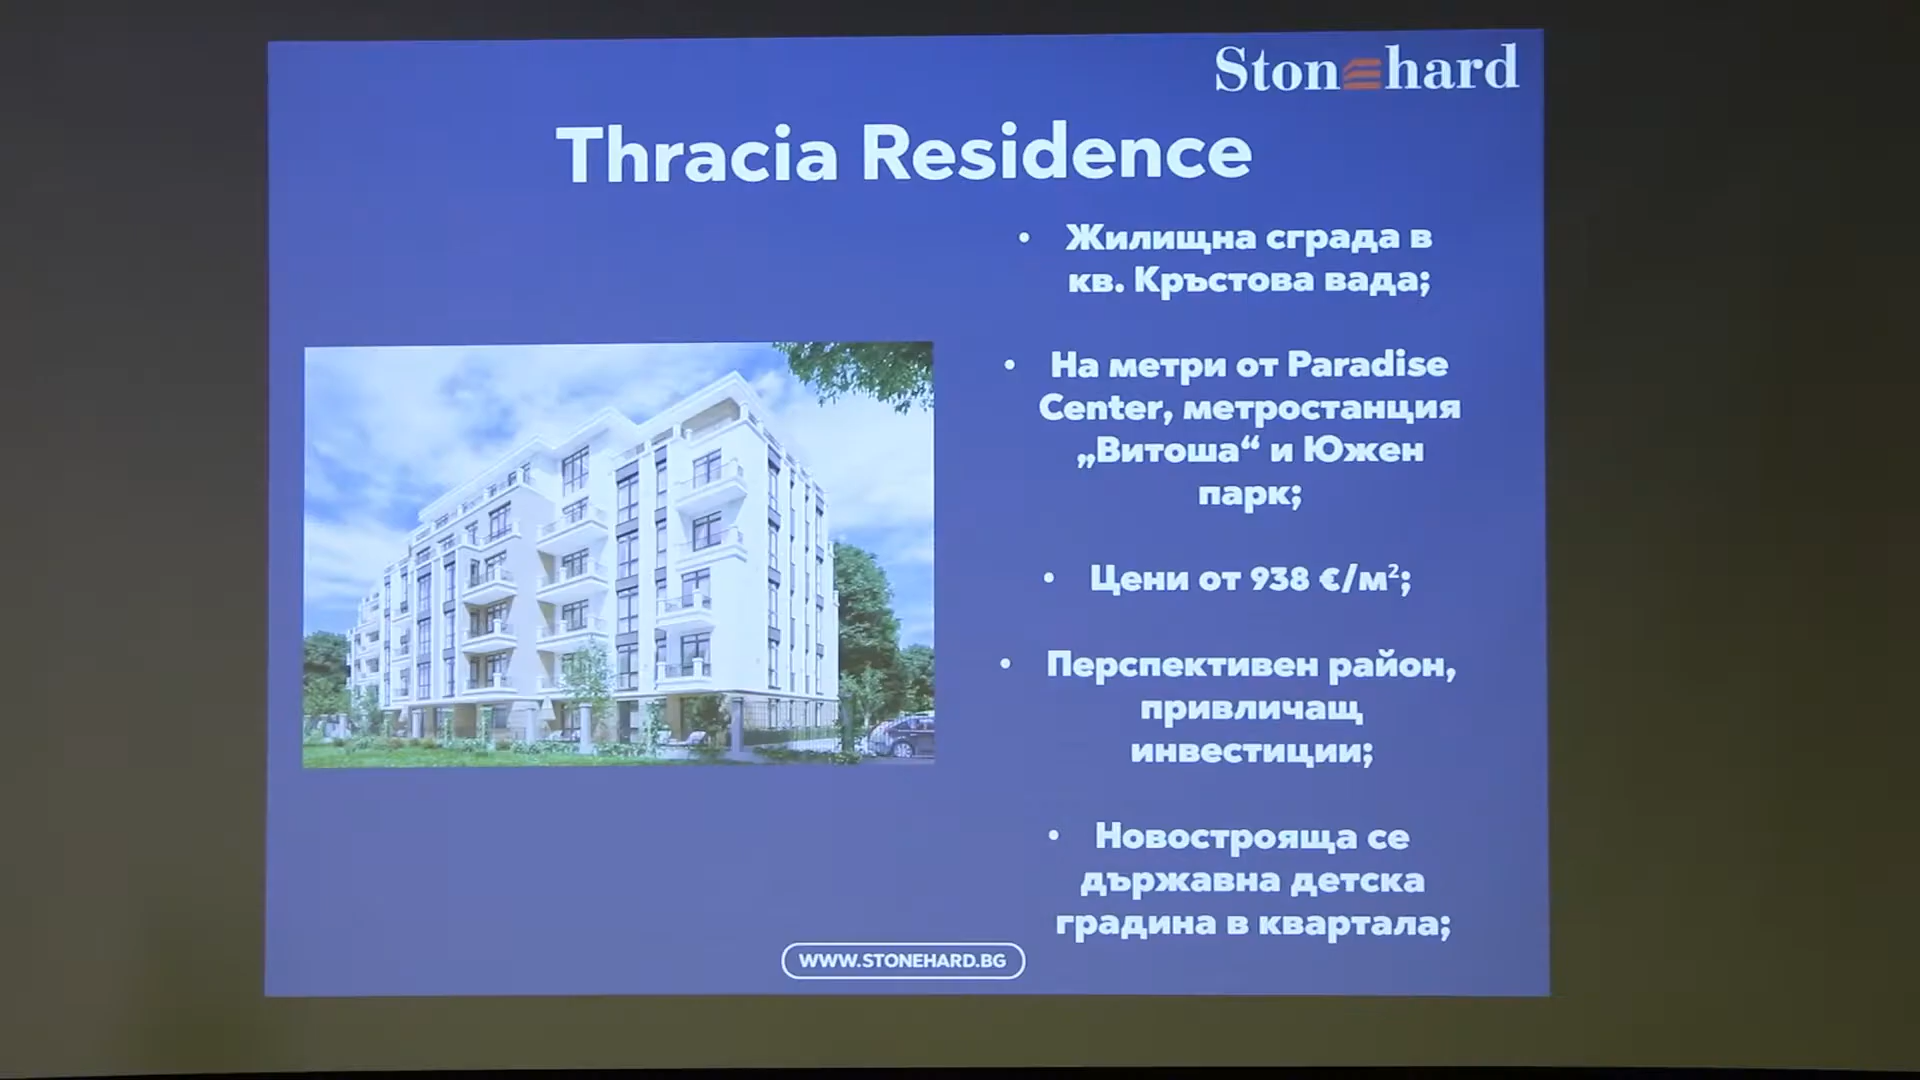 Stonehard
Thracia Residence
• Жилищна сграда в
кв. Кръстова вада;
• На метри от Paradise
Center, метростанция
„Витоша“ и Южен
парк;
• Цени от 938 €/м²;
• Перспективен район,
привличащ
инвестиции;
• Новострояща се
държавна детска
градина в квартала;
WWW.STONEHARD.BG